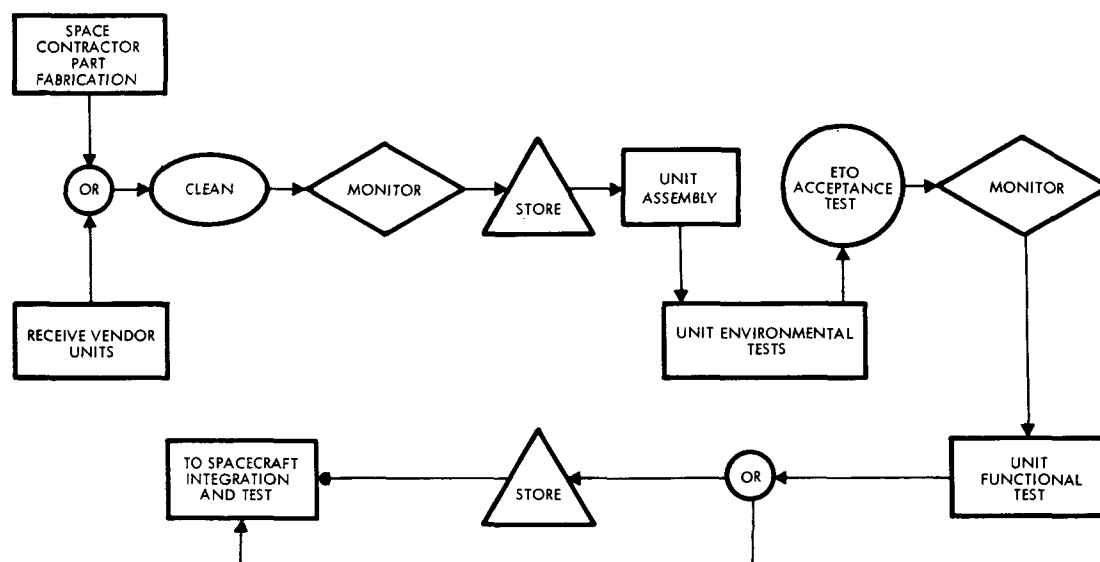 SPACE
CONTRACTOR
PART
FABRICATION
OR
CLEAN
MONITOR
STORE
UNIT
ASSEMBLY
ETO
ACCEPTANCE
TEST
MONITOR
RECEIVE VENDOR
UNITS
UNIT ENVIRONMENTAL
TESTS
TO SPACECRAFT
INTEGRATION
AND TEST
STORE
OR
UNIT
FUNCTIONAL
TEST